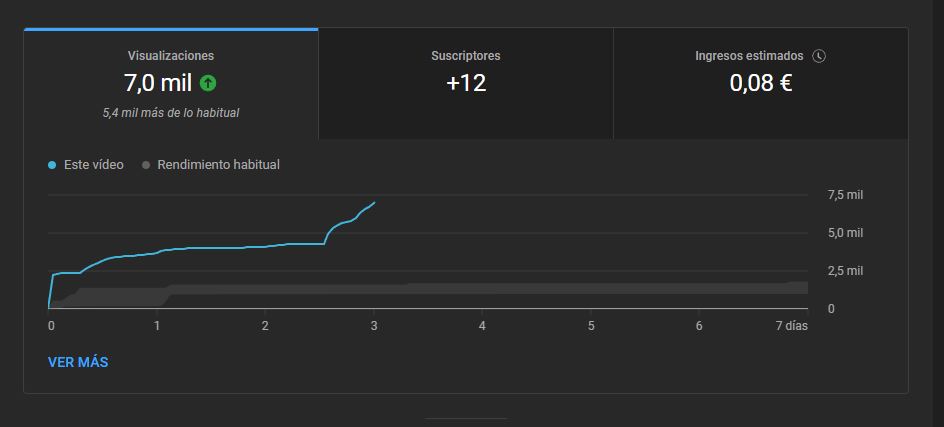 Visualizaciones
7,0 mil
5,4 mil más de lo habitual
Suscriptores
+12
Ingresos estimados
0,08 €
Este vídeo
Rendimiento habitual
7,5 mil
5,0 mil
2,5 mil
0
0 1 2 3 4 5 6 7 días
VER MÁS